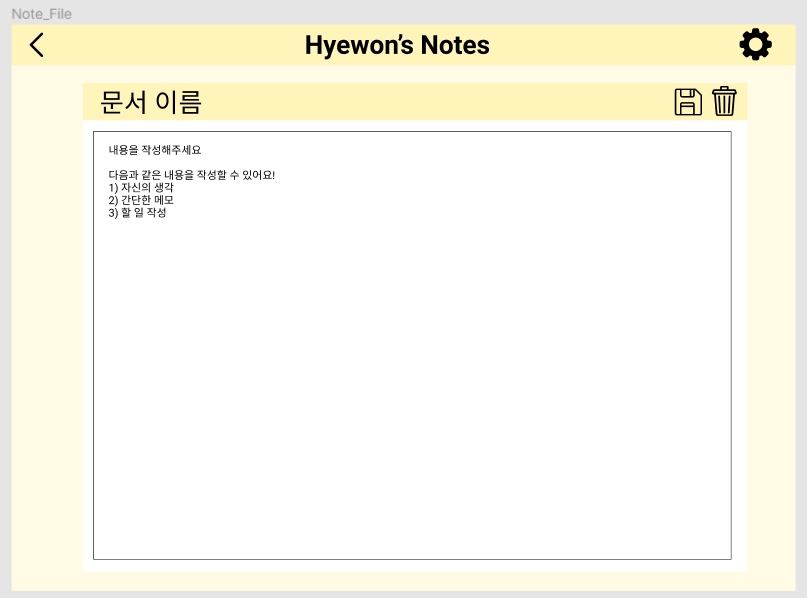 Note_File
Hyewon’s Notes
문서 이름
내용을 작성해주세요
다음과 같은 내용을 작성할 수 있어요!
1) 자신의 생각
2) 간단한 메모
3) 할 일 작성